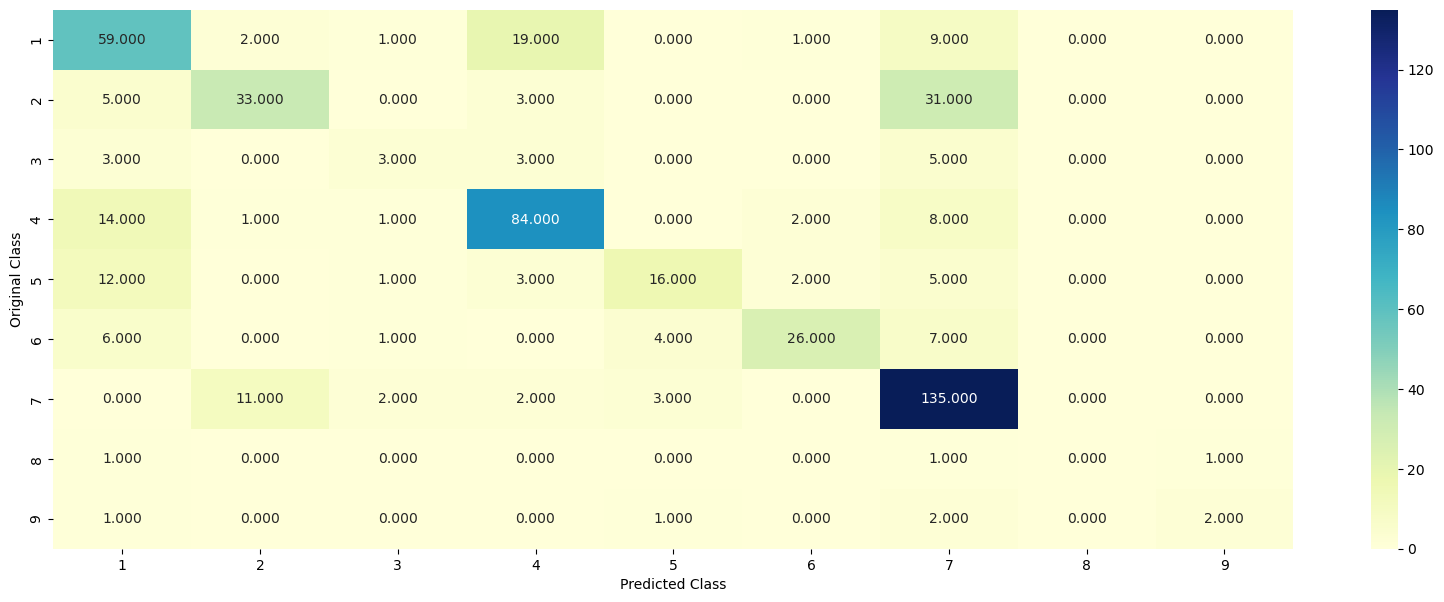 1 59.000 2.000 1.000 19.000 0.000 1.000 9.000 0.000 0.000
2 5.000 33.000 0.000 3.000 0.000 0.000 31.000 0.000 0.000
3 3.000 0.000 3.000 3.000 0.000 0.000 5.000 0.000 0.000
4 14.000 1.000 1.000 84.000 0.000 2.000 8.000 0.000 0.000
5 12.000 0.000 1.000 3.000 16.000 2.000 5.000 0.000 0.000
6 6.000 0.000 1.000 0.000 4.000 26.000 7.000 0.000 0.000
7 0.000 11.000 2.000 2.000 3.000 0.000 135.000 0.000 0.000
8 1.000 0.000 0.000 0.000 0.000 0.000 1.000 0.000 1.000
9 1.000 0.000 0.000 0.000 1.000 0.000 2.000 0.000 2.000
1 2 3 4 5 6 7 8 9
Predicted Class
Original Class
120
100
80
60
40
20
0